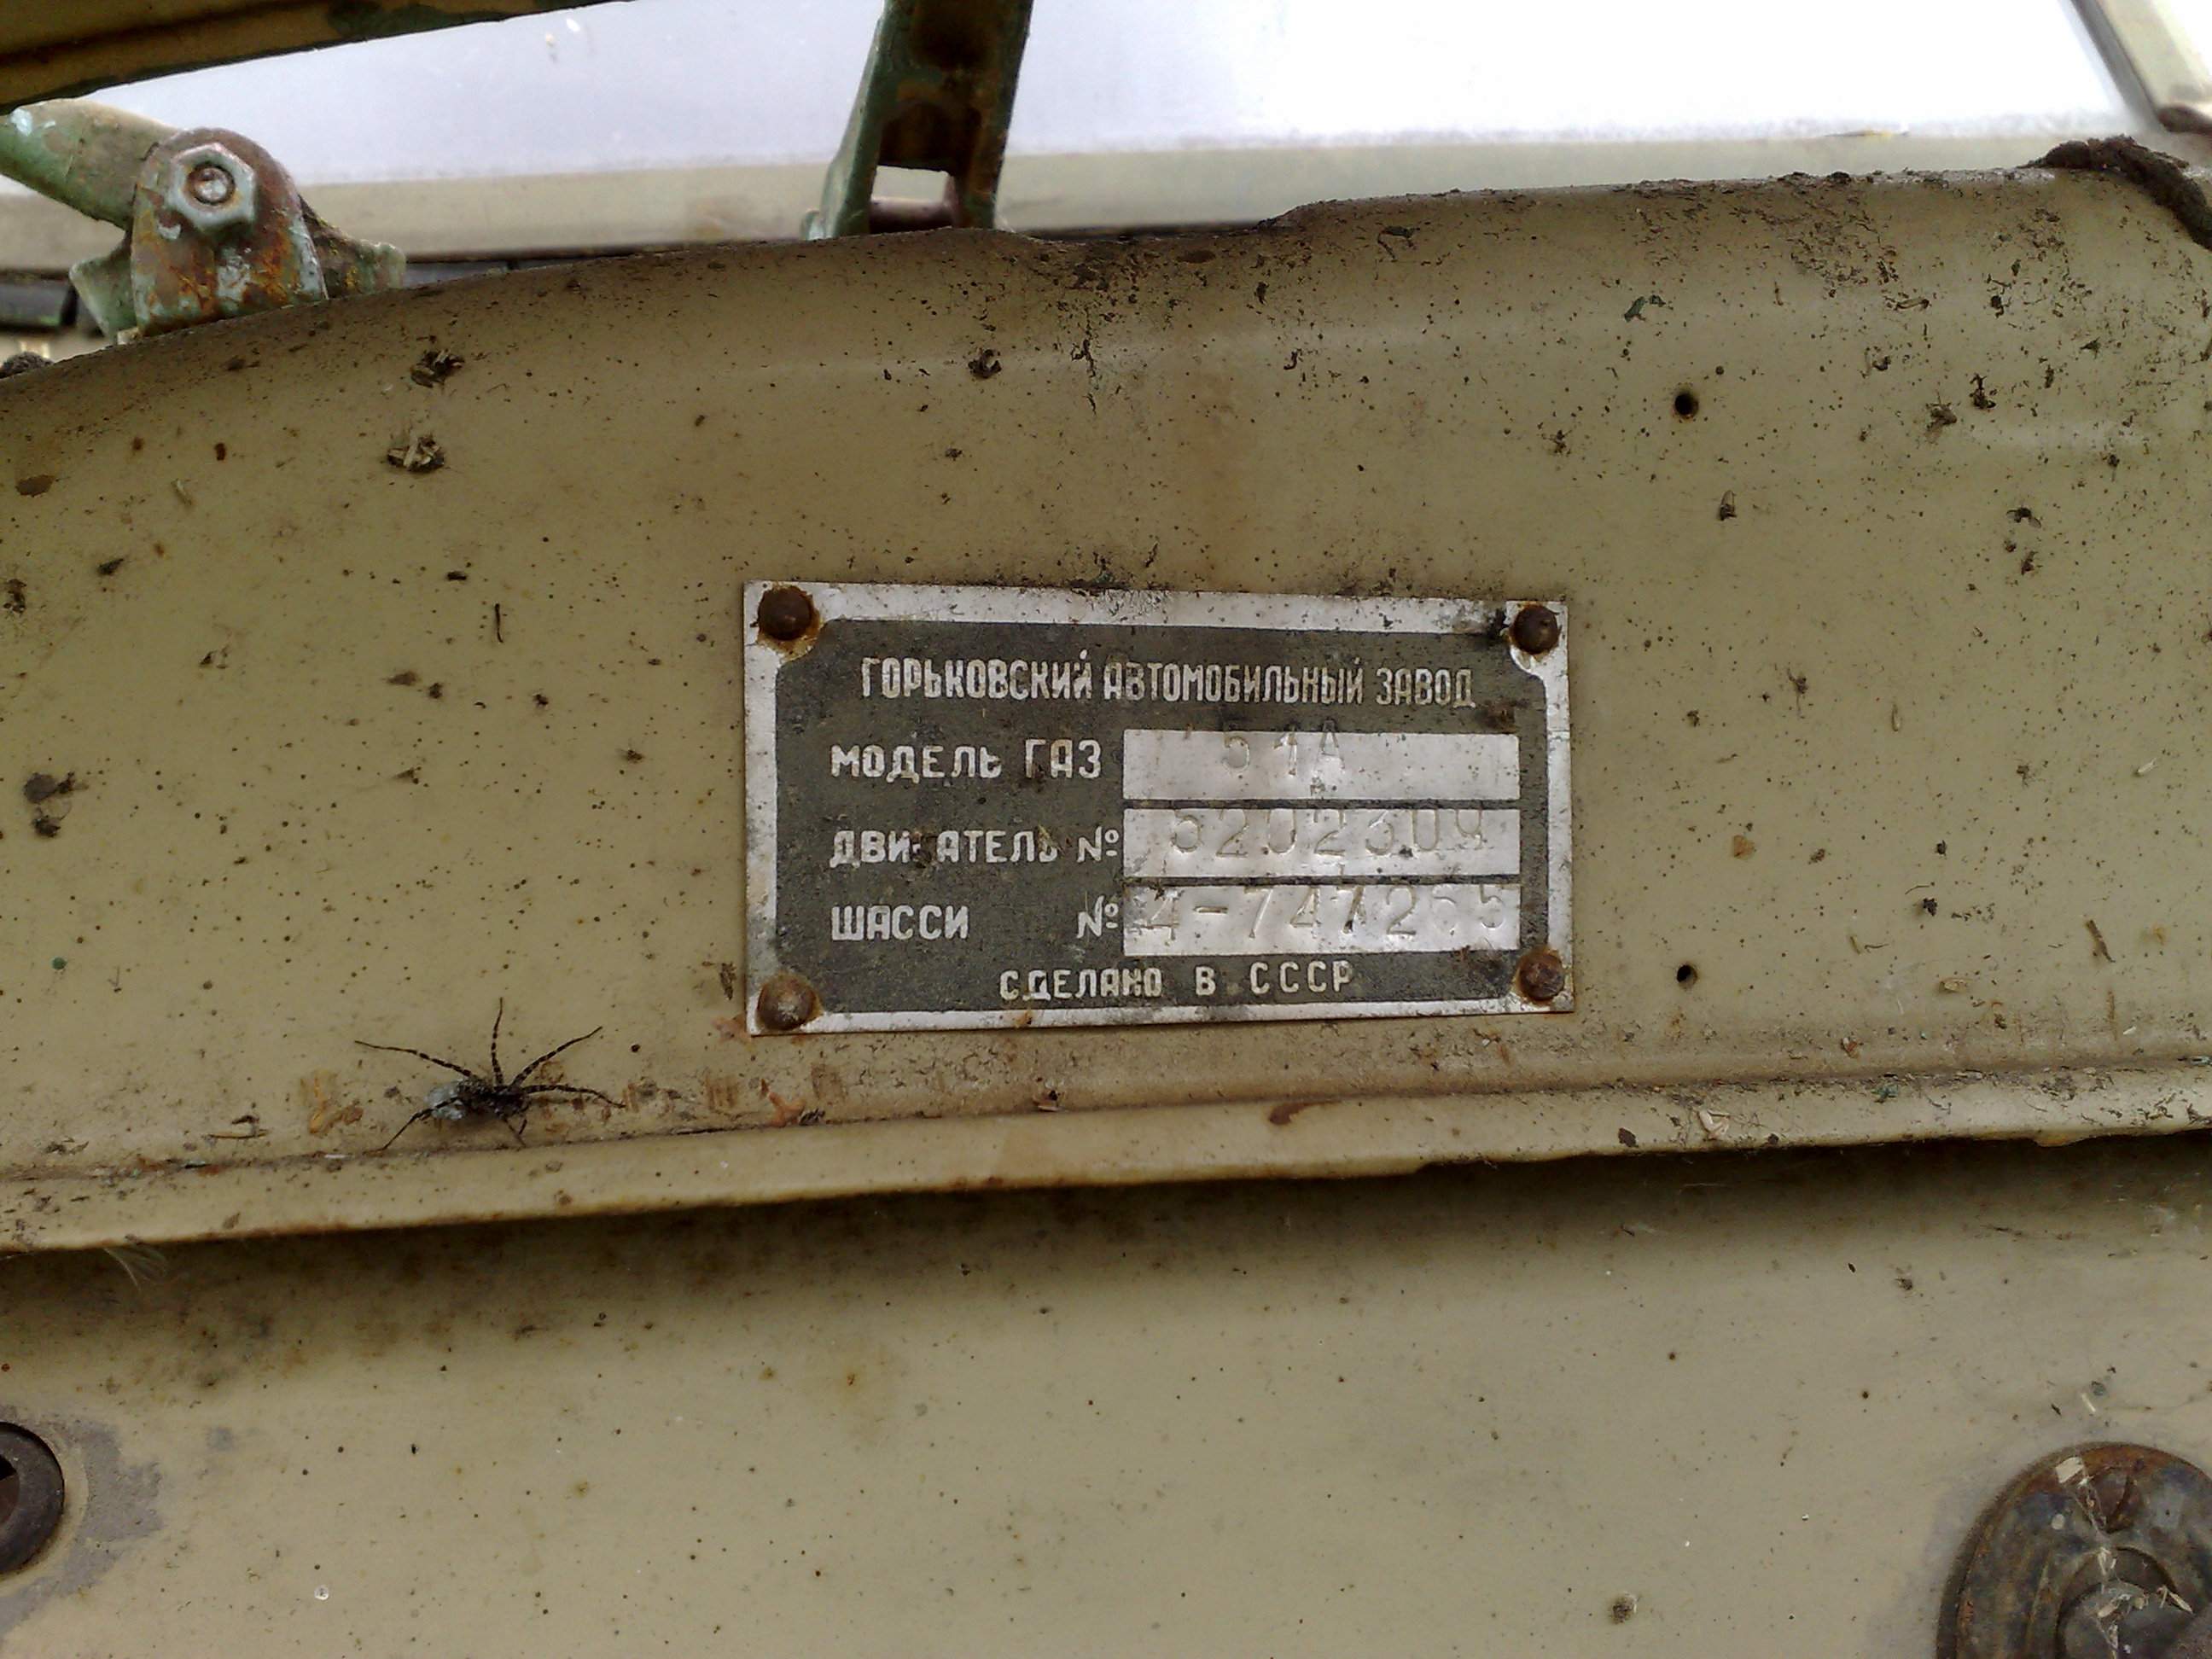 ГОРЬКОВСКИЙ АВТОМОБИЛЬНЫЙ ЗАВОД
МОДЕЛЬ ГАЗ 51А
ДВИГАТЕЛЬ № 5202309
ШАССИ № 4-747265
СДЕЛАНО В СССР